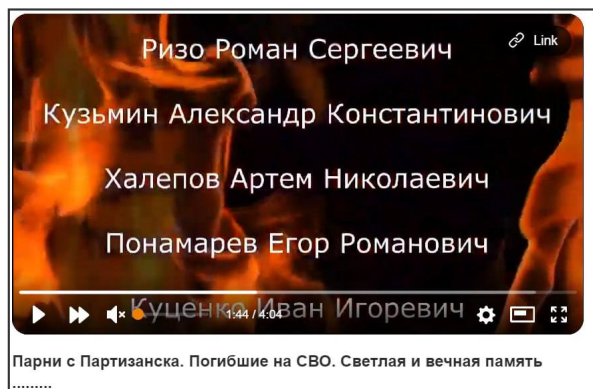 Ризо Роман Сергеевич
Link
Кузьмин Александр Константинович
Халепов Артем Николаевич
Понамарев Егор Романович
Куценко Иван Игоревич
1:44 / 4:04
Парни с Партизанска. Погибшие на СВО. Светлая и вечная память
.........